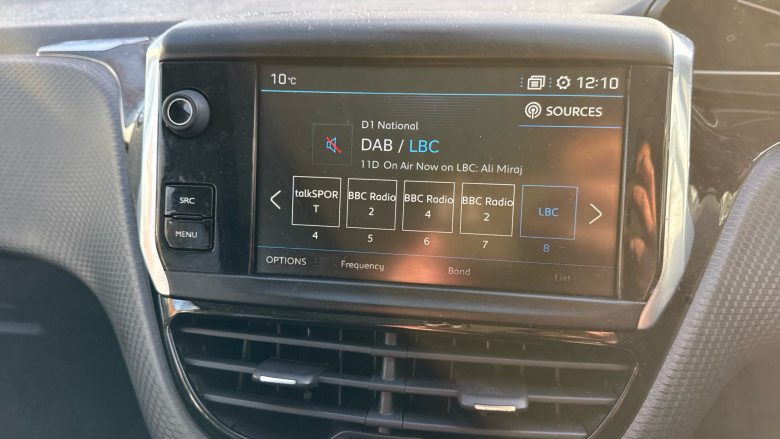 10°C 12:10
SOURCES
D1 National
DAB / LBC
11D On Air Now on LBC: Ali Miraj
SRC
MENU
talkSPOR
T
BBC Radio
2
BBC Radio
4
BBC Radio
2
LBC
4 5 6 7 8
OPTIONS Frequency Band List